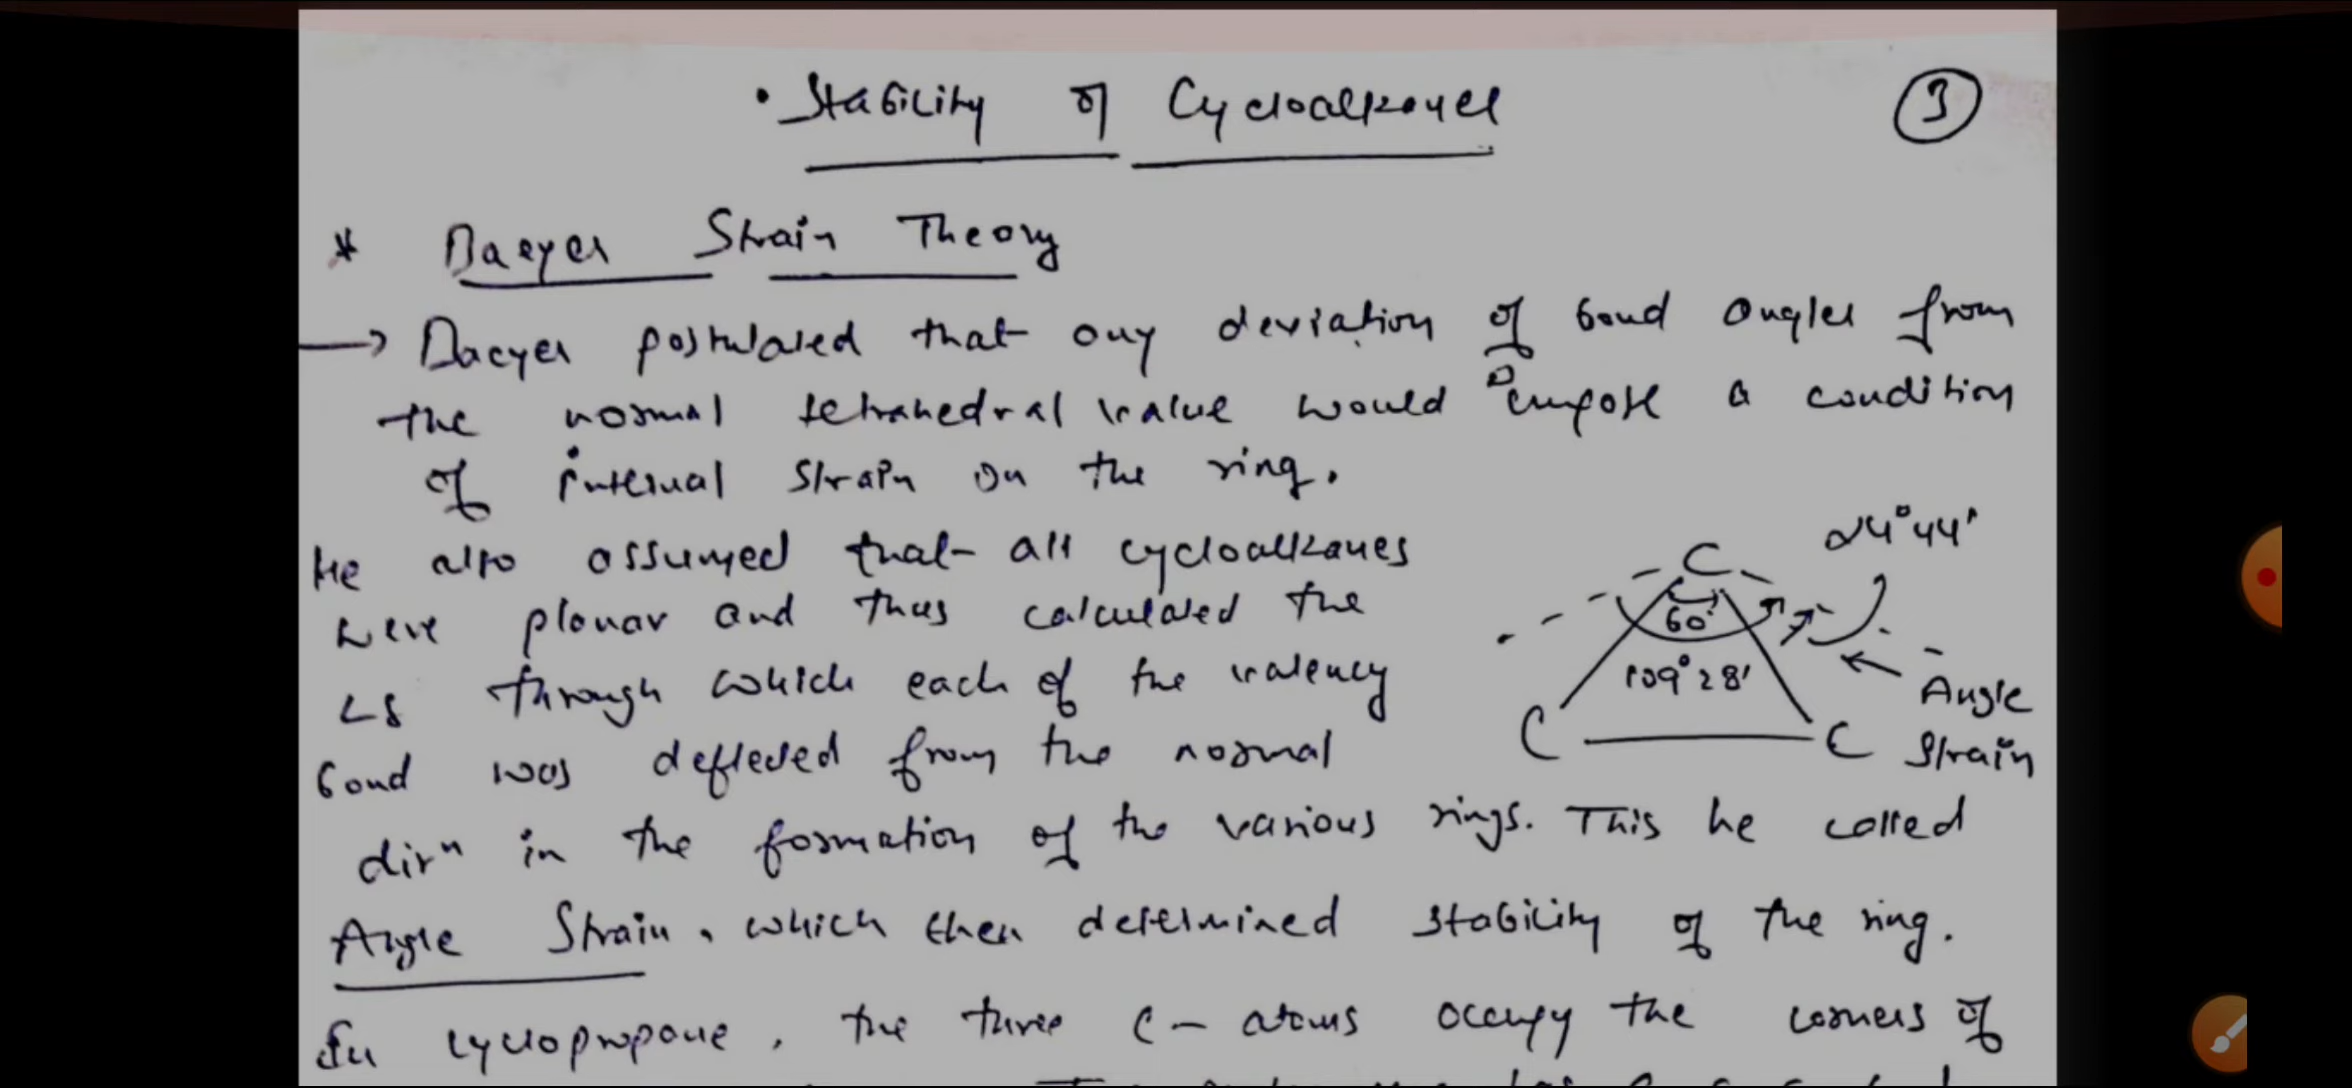 • Stability of Cycloalkanes
3
* Baeyer Strain Theory
→ Baeyer postulated that any deviation of bond angles from
the normal tetrahedral value would impose a condition
of internal strain on the ring.
He also assumed that all cycloalkanes
were planar and thus calculated the
∠s through which each of the valency
bond was deflected from the normal
dirⁿ in the formation of the various rings. This he called
Angle Strain, which then determined stability of the ring.
In cyclopropane, the three C- atoms occupy the corners of
24°44'
C
60°
109°28'
C C
Angle
Strain